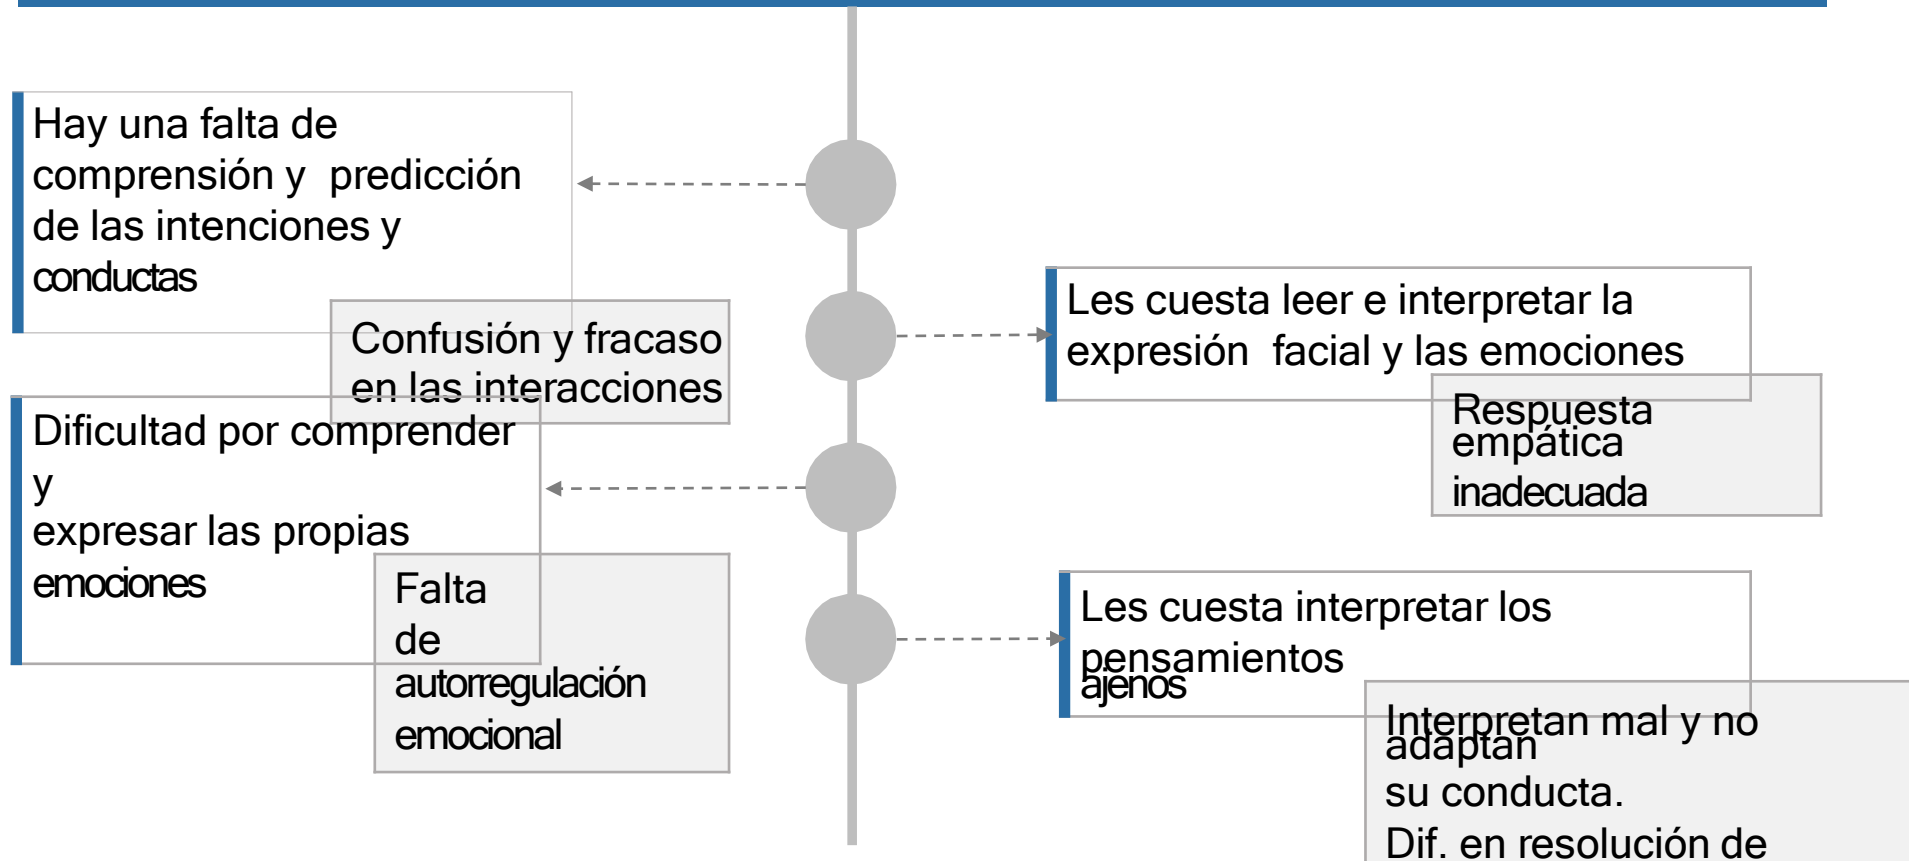 Hay una falta de
comprensión y predicción
de las intenciones y
conductas
Confusión y fracaso
en las interacciones
Les cuesta leer e interpretar la
expresión facial y las emociones
Respuesta
empática
inadecuada
Dificultad por comprender
y
expresar las propias
emociones
Falta
de
autorregulación
emocional
Les cuesta interpretar los
pensamientos
ajenos
Interpretan mal y no
adaptan
su conducta.
Dif. en resolución de